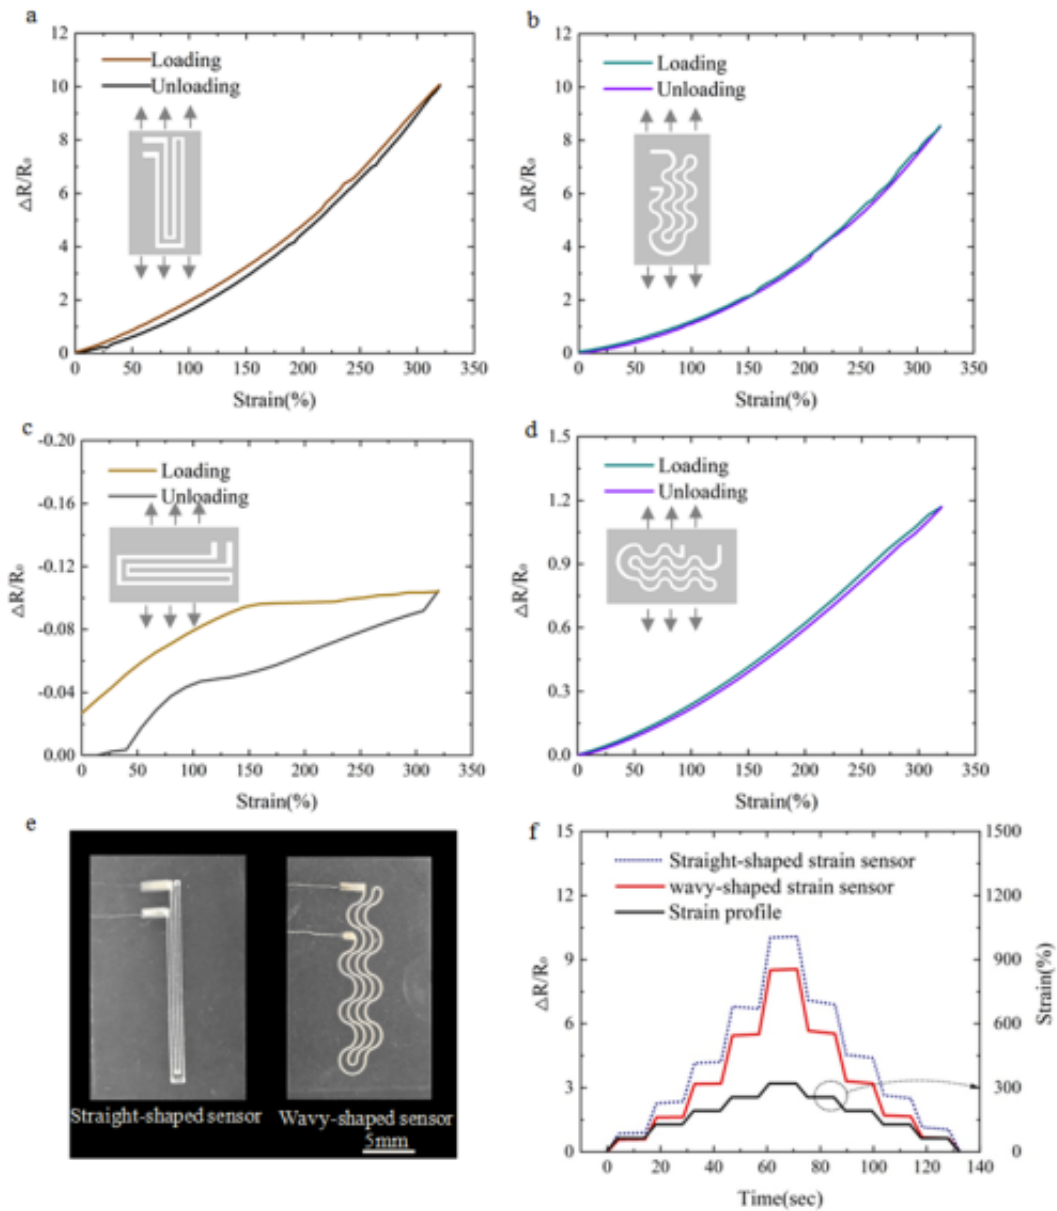 a
12
10
8
6
4
2
0
△R/R₀
Loading
Unloading
0 50 100 150 200 250 300 350
Strain(%)
b
12
10
8
6
4
2
0
△R/R₀
Loading
Unloading
0 50 100 150 200 250 300 350
Strain(%)
c
-0.20
-0.16
-0.12
-0.08
-0.04
0.00
△R/R₀
Loading
Unloading
0 50 100 150 200 250 300 350
Strain(%)
d
1.5
1.2
0.9
0.6
0.3
0.0
△R/R₀
Loading
Unloading
0 50 100 150 200 250 300 350
Strain(%)
e
Straight-shaped sensor
Wavy-shaped sensor
5mm
f
15
12
9
6
3
0
△R/R₀
Straight-shaped strain sensor
wavy-shaped strain sensor
Strain profile
1500
1200
900
600
300
0
Strain(%)
0 20 40 60 80 100 120 140
Time(sec)